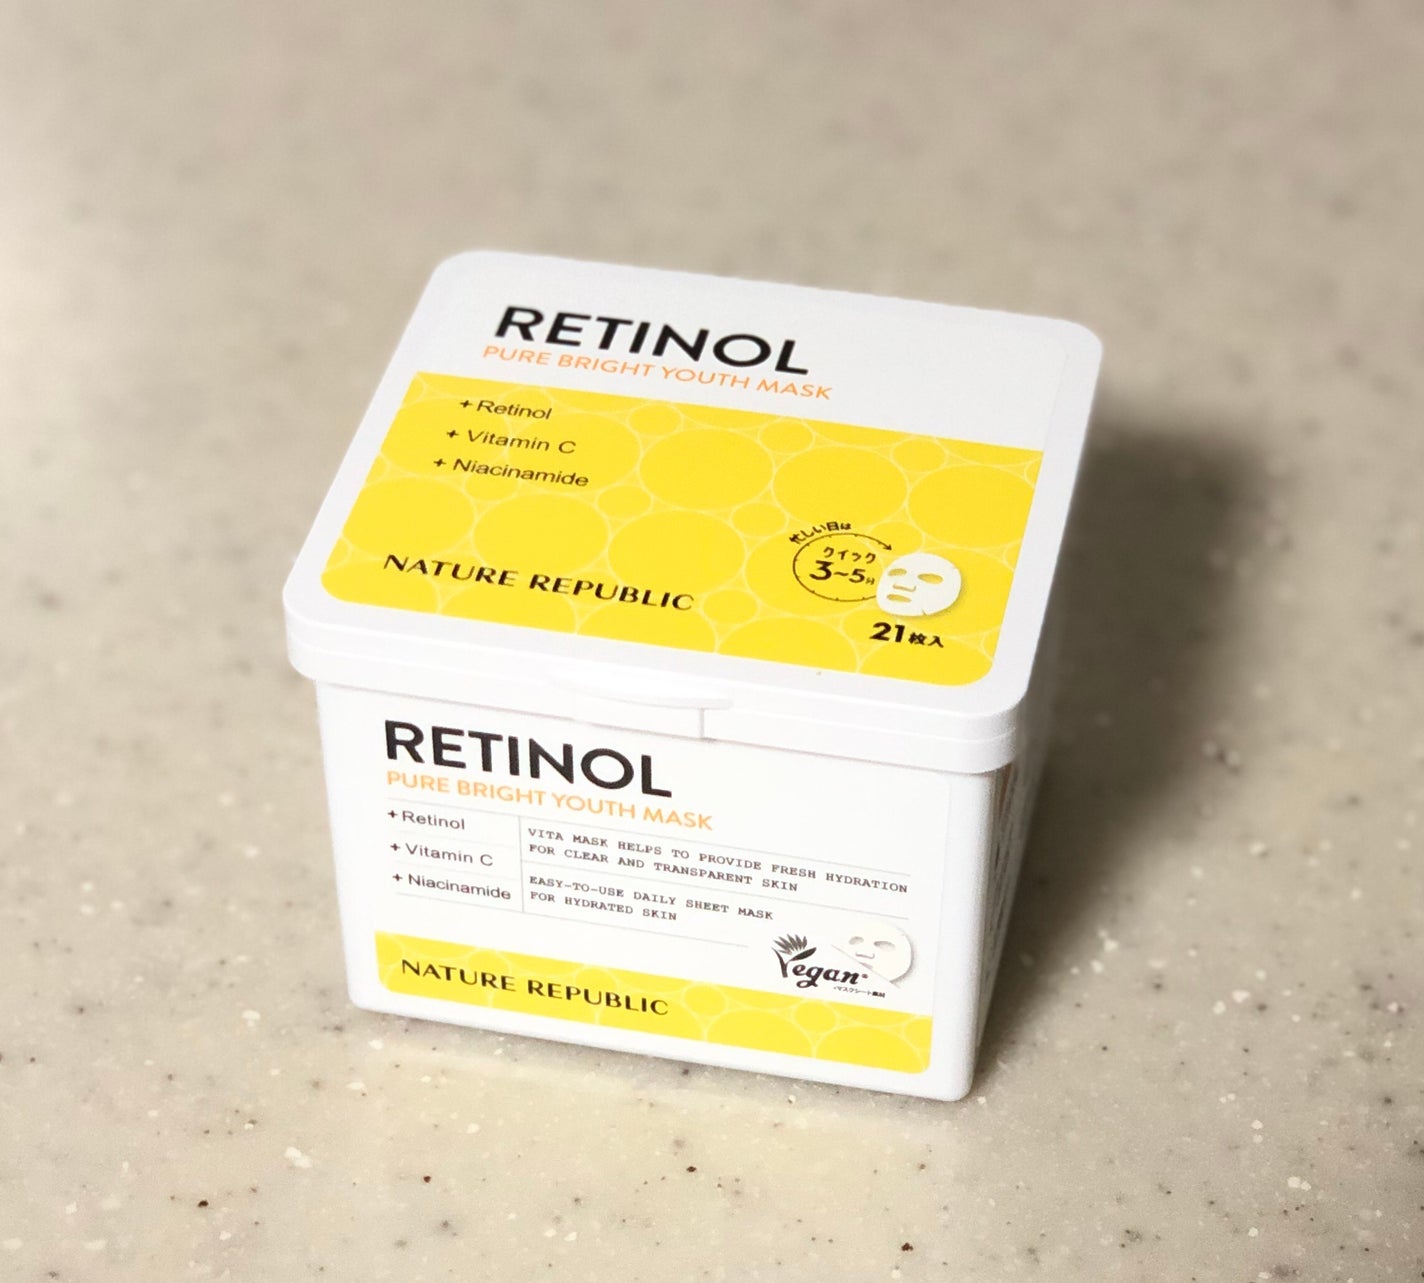 RETINOL
PURE BRIGHT YOUTH MASK
+ Retinol
+ Vitamin C
+ Niacinamide
忙しい日は
クイック
3~5分
21枚入
NATURE REPUBLIC
RETINOL
PURE BRIGHT YOUTH MASK
+ Retinol
+ Vitamin C
+ Niacinamide
VITA MASK HELPS TO PROVIDE FRESH HYDRATION
FOR CLEAR AND TRANSPARENT SKIN
EASY-TO-USE DAILY SHEET MASK
FOR HYDRATED SKIN
Vegan*
NATURE REPUBLIC